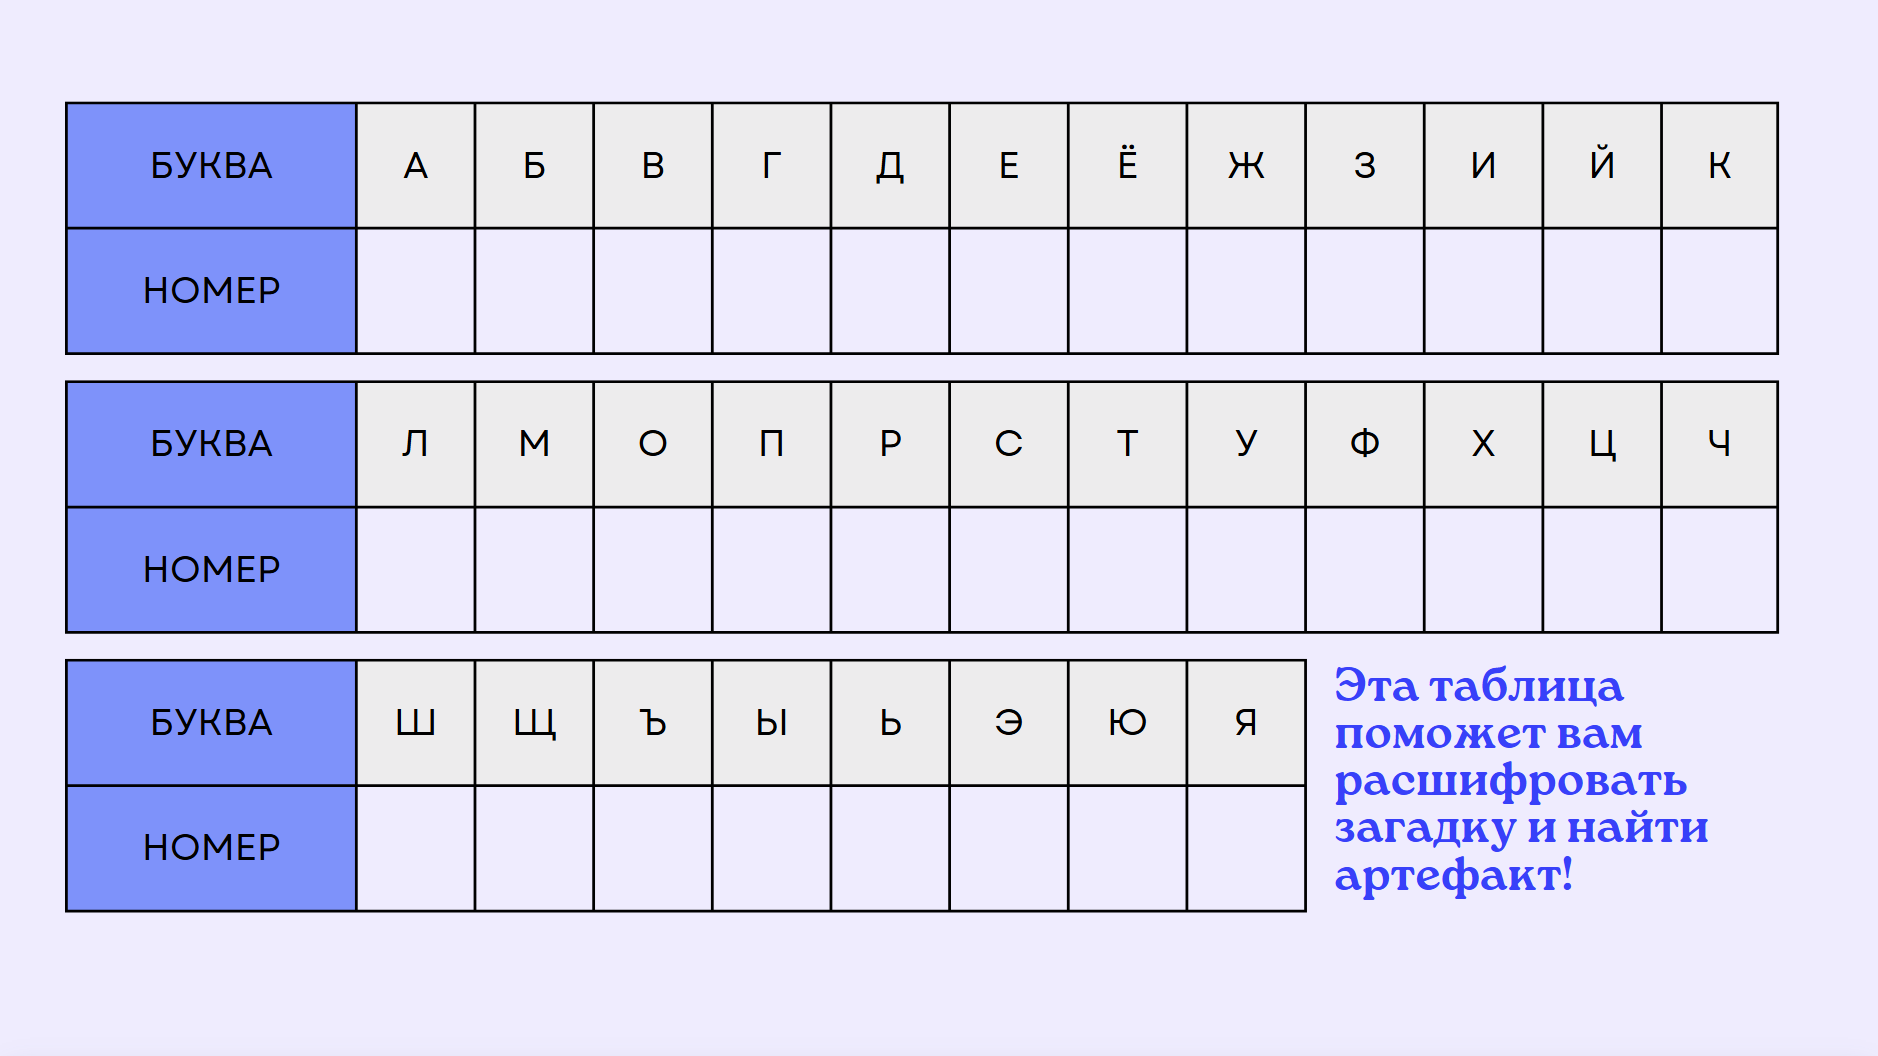 БУКВА А Б В Г Д Е Ё Ж З И Й К
НОМЕР
БУКВА Л М О П Р С Т У Ф Х Ц Ч
НОМЕР
БУКВА Ш Щ Ъ Ы Ь Э Ю Я
НОМЕР
Эта таблица
поможет вам
расшифровать
загадку и найти
артефакт!